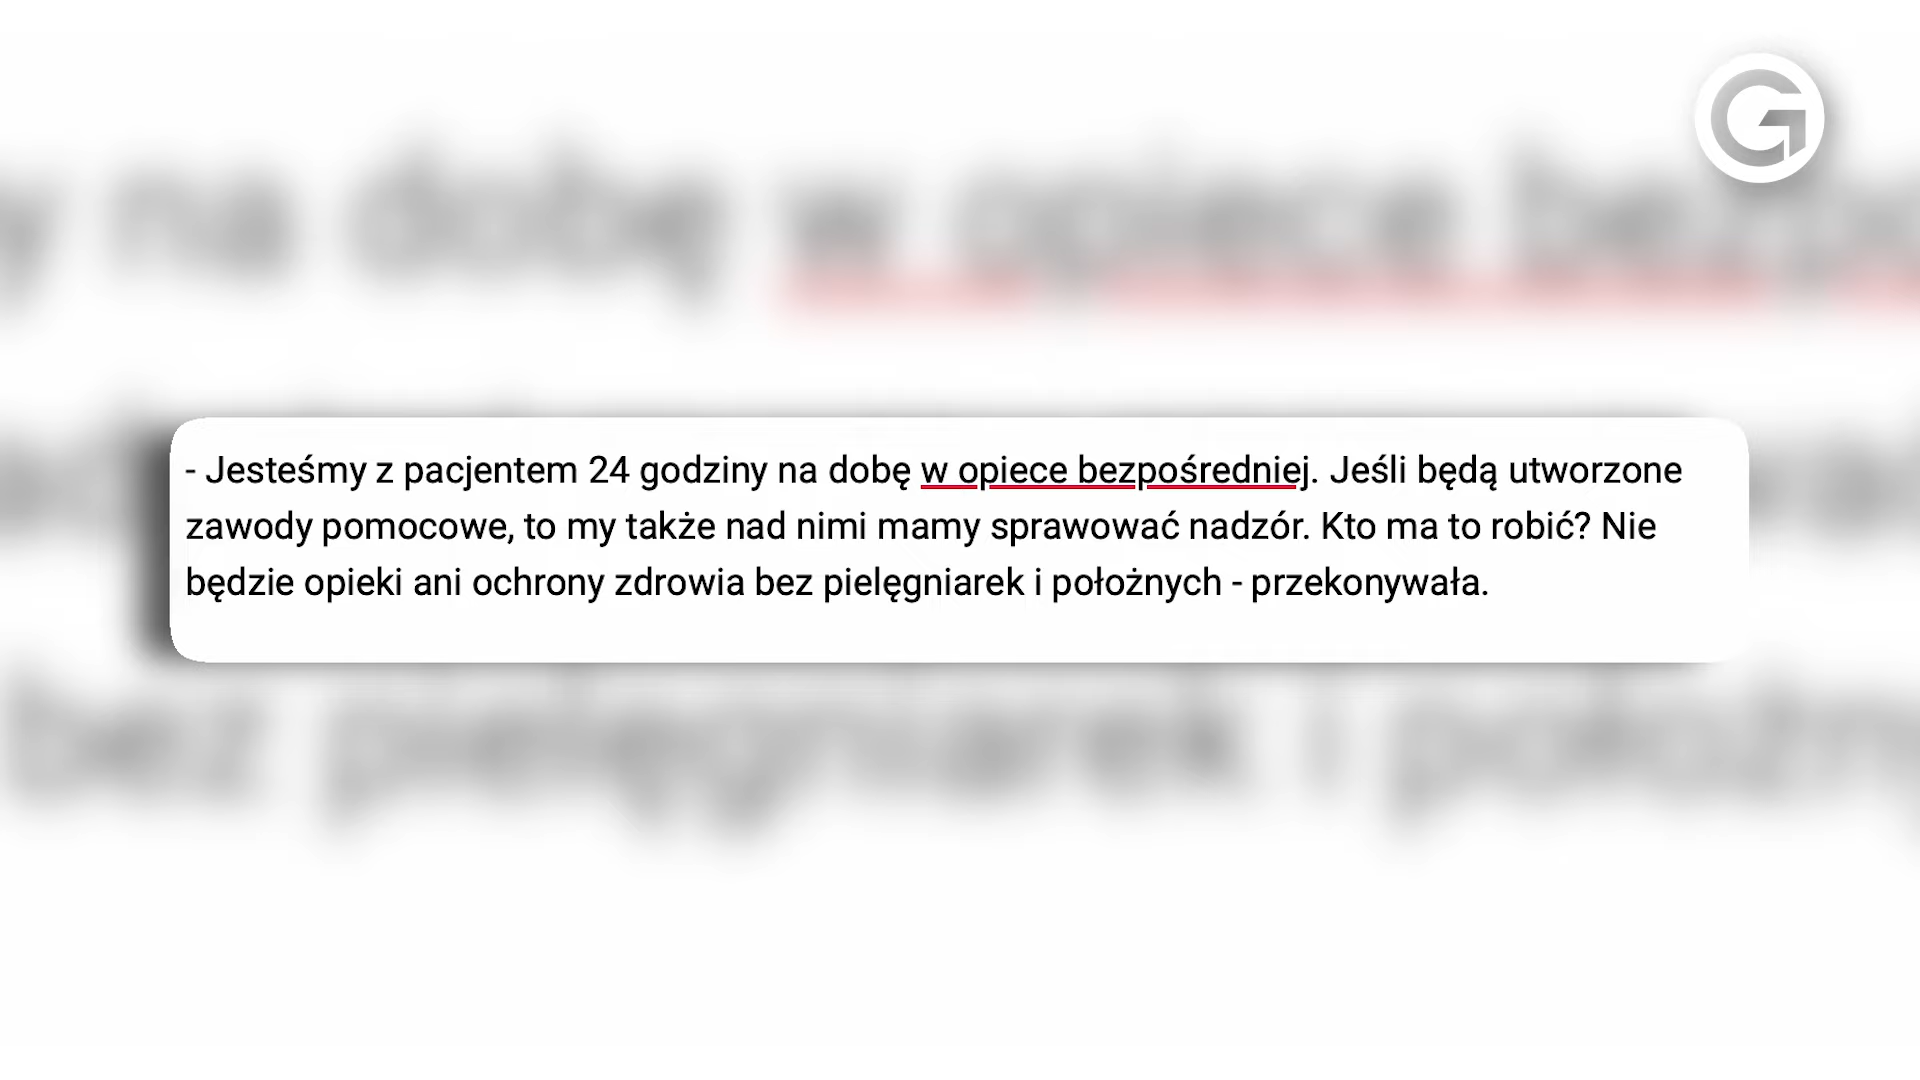 - Jesteśmy z pacjentem 24 godziny na dobę w opiece bezpośredniej. Jeśli będą utworzone
zawody pomocowe, to my także nad nimi mamy sprawować nadzór. Kto ma to robić? Nie
będzie opieki ani ochrony zdrowia bez pielęgniarek i położnych - przekonywała.